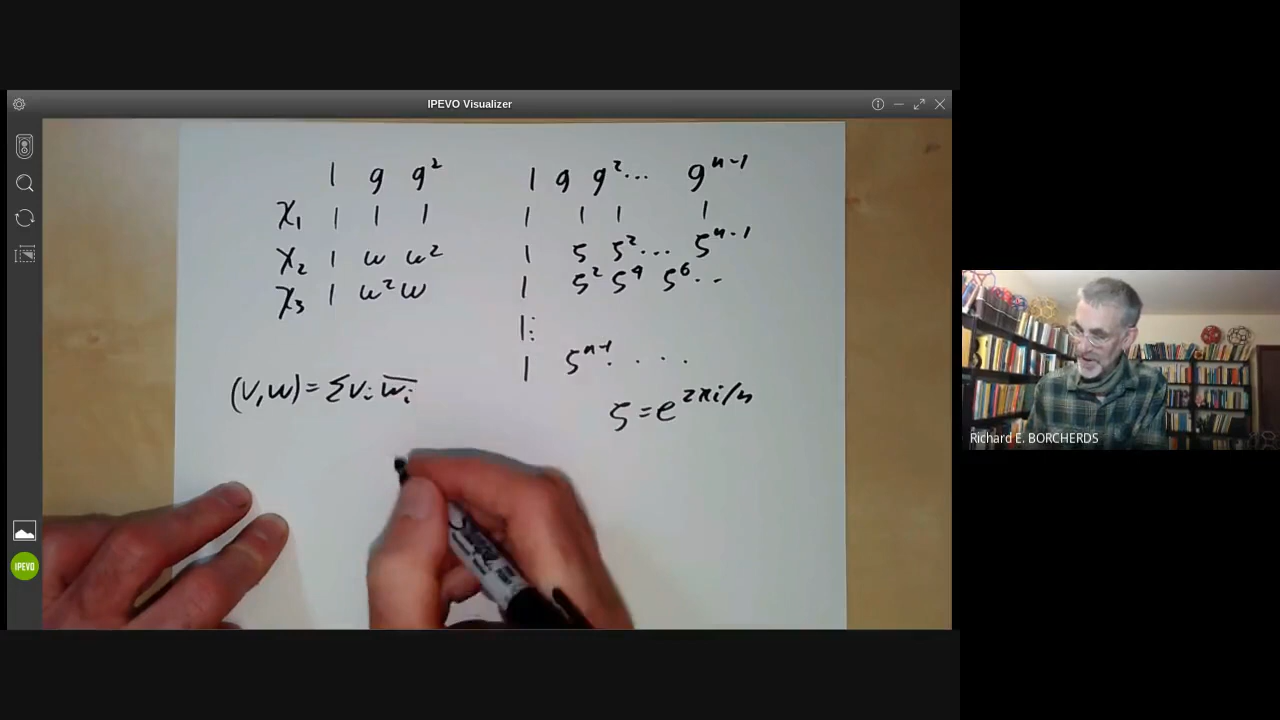 IPEVO Visualizer
1 g g² 1 g g² ... g^{n-1}
χ₁ 1 1 1 1 1 1 1
χ₂ 1 ω ω² 1 ζ ζ² ... ζ^{n-1}
χ₃ 1 ω² ω 1 ζ² ζ⁴ ζ⁶ ...
1 :
1 ζ^{n-1} . . . .
(v,w) = Σ vᵢ w̅ᵢ
ζ = e^{2πi/n}
IPEVO
Richard E. BORCHERDS